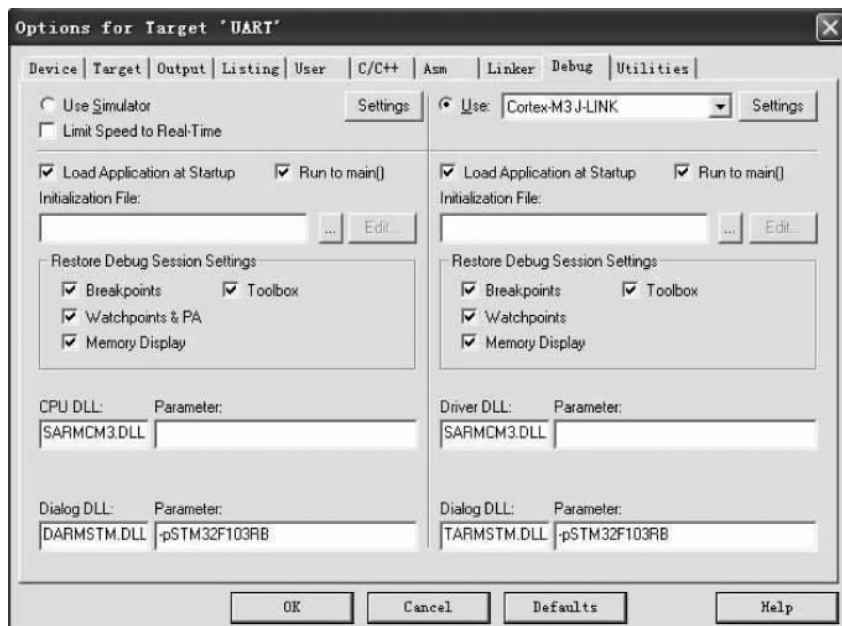 Options for Target 'UART'
Device Target Output Listing User C/C++ Asm Linker Debug Utilities
Use Simulator Settings
Limit Speed to Real-Time
Use: Cortex-M3 J-LINK Settings
Load Application at Startup Run to main()
Initialization File:
... Edit...
Restore Debug Session Settings
Breakpoints Toolbox
Watchpoints & PA
Memory Display
CPU DLL: Parameter:
SARMCM3.DLL
Dialog DLL: Parameter:
DARMSTM.DLL -pSTM32F103RB
Load Application at Startup Run to main()
Initialization File:
... Edit...
Restore Debug Session Settings
Breakpoints Toolbox
Watchpoints
Memory Display
Driver DLL: Parameter:
SARMCM3.DLL
Dialog DLL: Parameter:
TARMSTM.DLL -pSTM32F103RB
OK Cancel Defaults Help